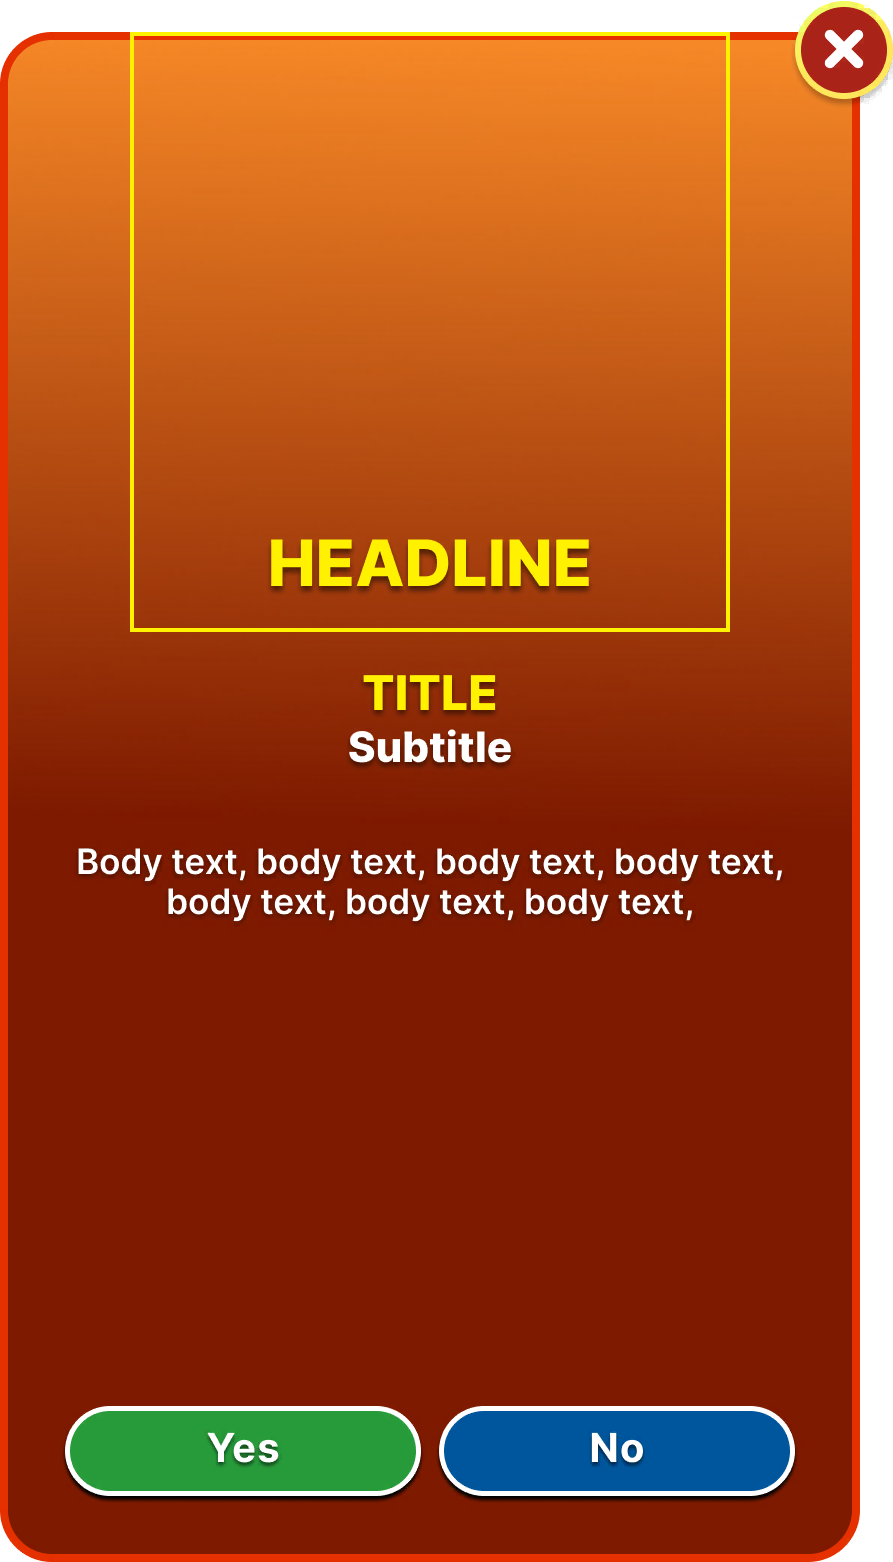 HEADLINE
TITLE
Subtitle
Body text, body text, body text, body text,
body text, body text, body text,
Yes
No